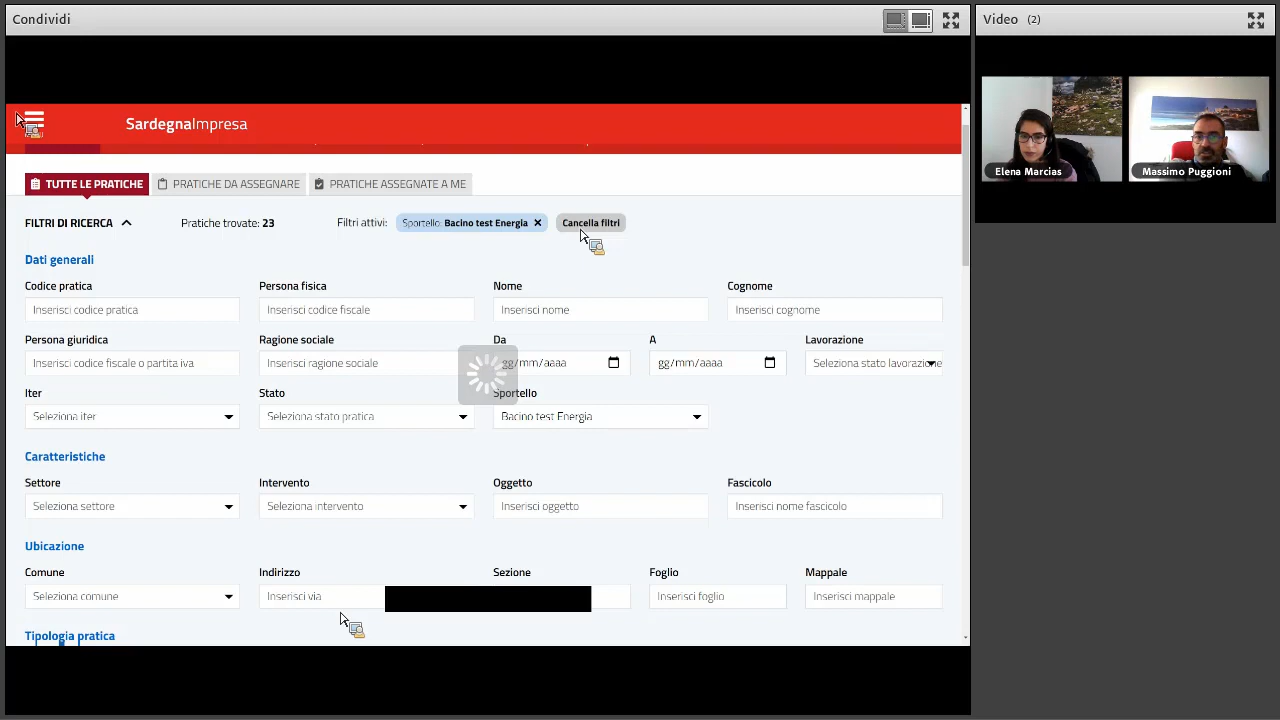 Condividi
Video (2)
SardegnaImpresa
TUTTE LE PRATICHE
PRATICHE DA ASSEGNARE
PRATICHE ASSEGNATE A ME
FILTRI DI RICERCA
Pratiche trovate: 23
Filtri attivi:
Sportello: Bacino test Energia ×
Cancella filtri
Dati generali
Codice pratica
Persona fisica
Nome
Cognome
Inserisci codice pratica
Inserisci codice fiscale
Inserisci nome
Inserisci cognome
Persona giuridica
Ragione sociale
Da
A
Lavorazione
Inserisci codice fiscale o partita iva
Inserisci ragione sociale
gg/mm/aaaa
gg/mm/aaaa
Seleziona stato lavorazione
Iter
Stato
Sportello
Seleziona iter
Seleziona stato pratica
Bacino test Energia
Caratteristiche
Settore
Intervento
Oggetto
Fascicolo
Seleziona settore
Seleziona intervento
Inserisci oggetto
Inserisci nome fascicolo
Ubicazione
Comune
Indirizzo
Sezione
Foglio
Mappale
Seleziona comune
Inserisci via
Inserisci foglio
Inserisci mappale
Tipologia pratica
Elena Marcias
Massimo Puggioni